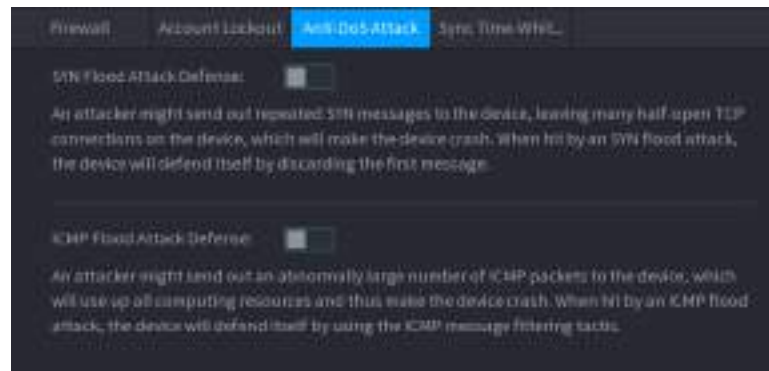 Firewall Account Lockout Anti-DoS Attack Sync Time-Whit...
SYN Flood Attack Defense:
An attacker might send out repeated SYN messages to the device, leaving many half-open TCP
connections on the device, which will make the device crash. When hit by an SYN flood attack,
the device will defend itself by discarding the first message.
ICMP Flood Attack Defense:
An attacker might send out an abnormally large number of ICMP packets to the device, which
will use up all computing resources and thus make the device crash. When hit by an ICMP flood
attack, the device will defend itself by using the ICMP message filtering tactic.